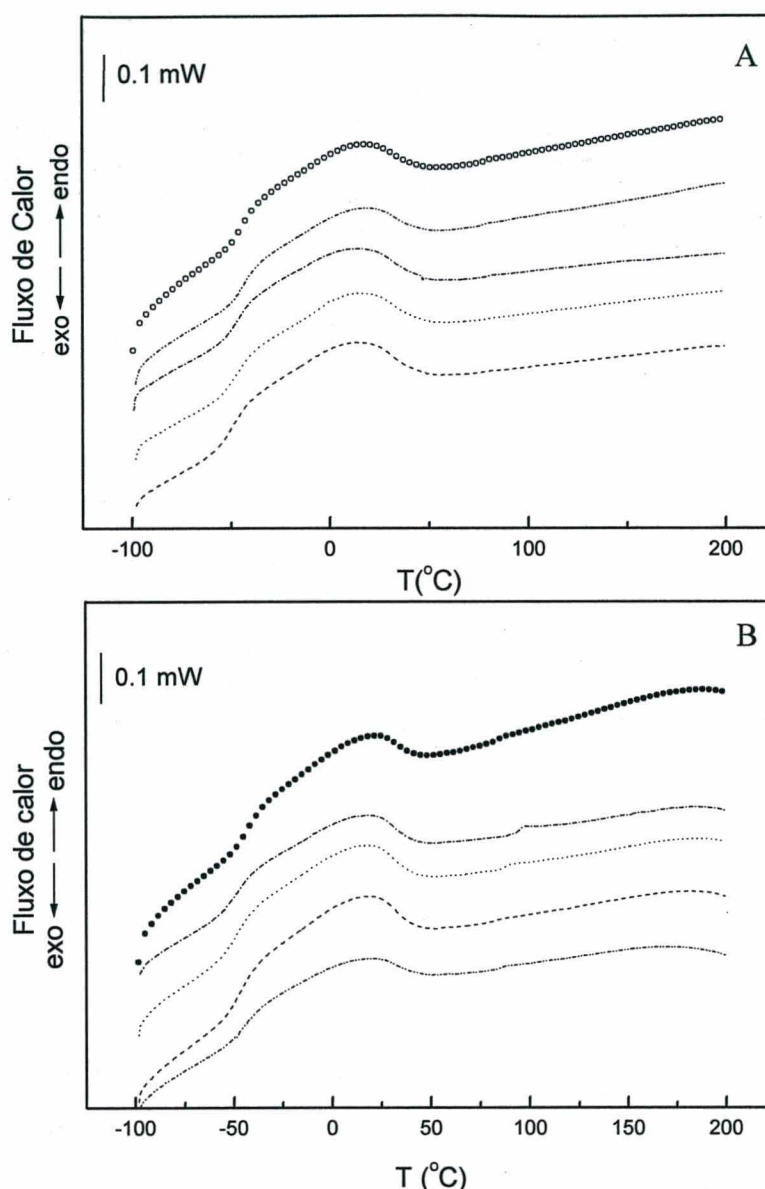 A
0.1 mW
Fluxo de Calor
exo ← → endo
-100 0 100 200
T(°C)
B
0.1 mW
Fluxo de calor
exo ← → endo
-100 -50 0 50 100 150 200
T (°C)